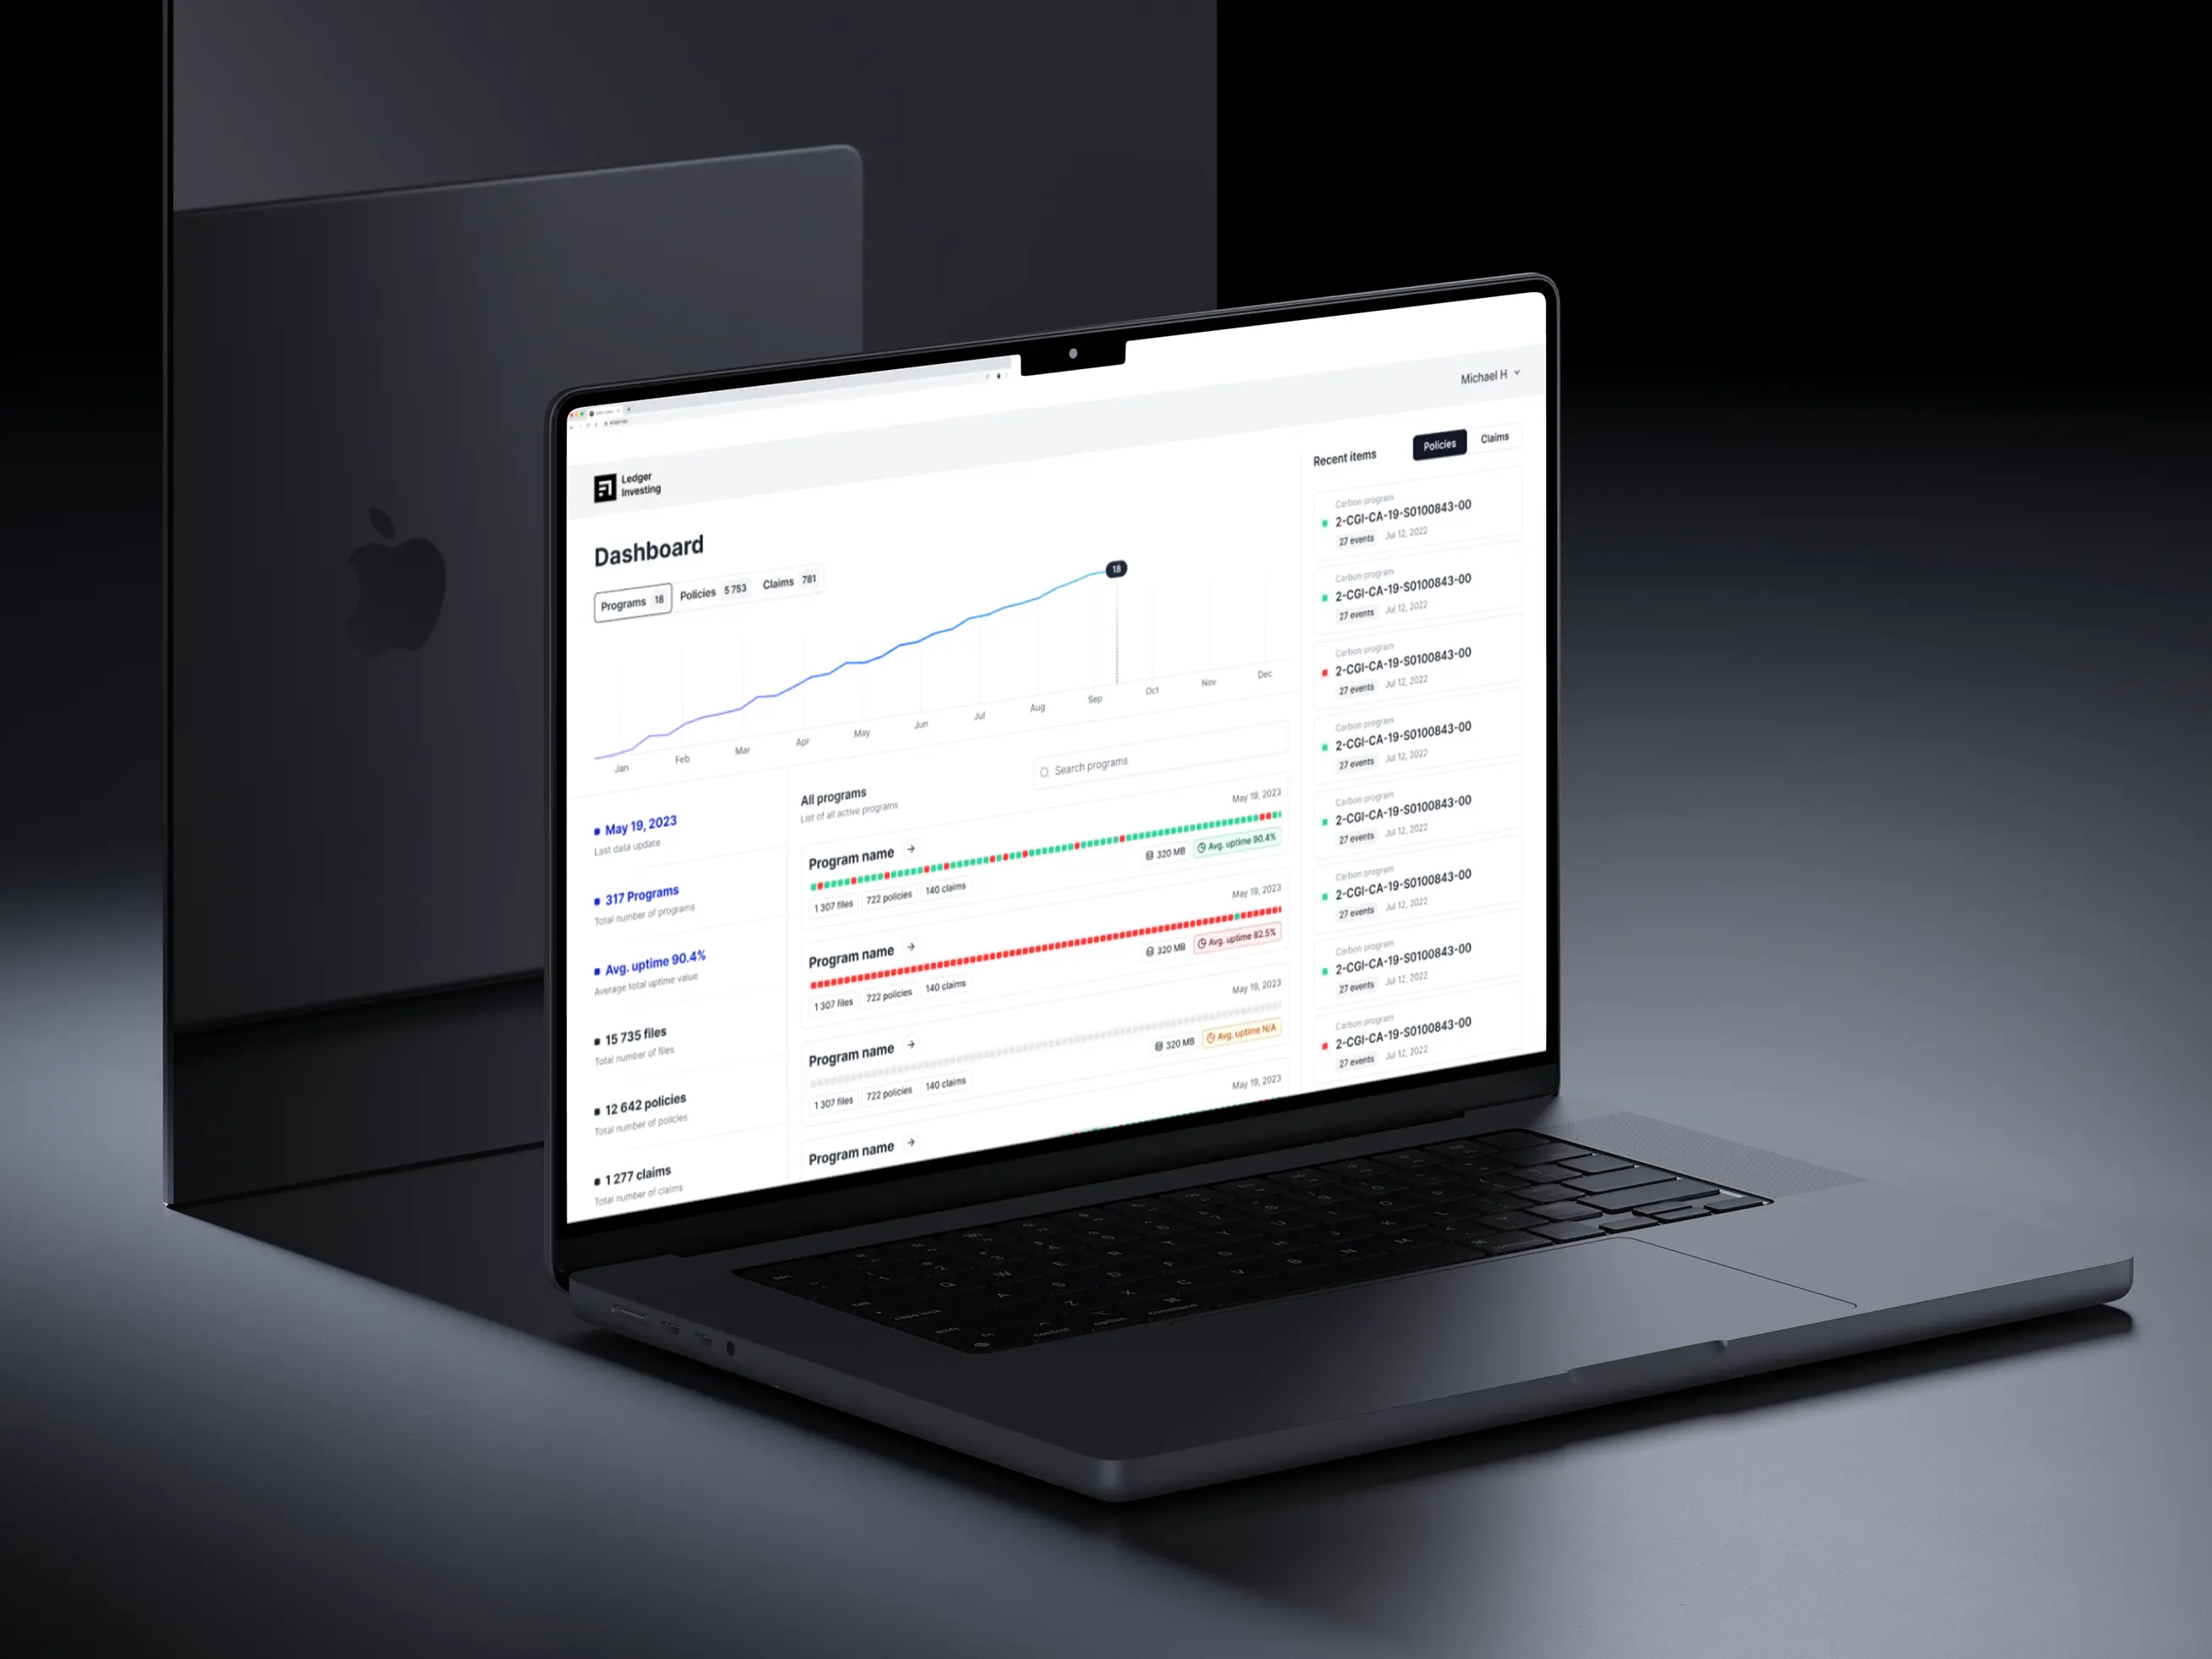 Michael H
Ledger
Investing
Dashboard
Programs 18
Policies 5 753
Claims 781
18
Jan
Feb
Mar
Apr
May
Jun
Jul
Aug
Sep
Oct
Nov
Dec
May 19, 2023
Last data update
317 Programs
Total number of programs
Avg. uptime 90.4%
Average total uptime value
15 735 files
Total number of files
12 642 policies
Total number of policies
1 277 claims
Total number of claims
All programs
List of all active programs
Search programs
May 19, 2023
Program name
320 MB
Avg. uptime 90.4%
1 307 files
722 policies
140 claims
May 19, 2023
Program name
320 MB
Avg. uptime 82.5%
1 307 files
722 policies
140 claims
May 19, 2023
Program name
320 MB
Avg. uptime N/A
1 307 files
722 policies
140 claims
May 19, 2023
Program name
Recent items
Policies
Claims
Carbon program
2-CGI-CA-19-S0100843-00
27 events Jul 12, 2022
Carbon program
2-CGI-CA-19-S0100843-00
27 events Jul 12, 2022
Carbon program
2-CGI-CA-19-S0100843-00
27 events Jul 12, 2022
Carbon program
2-CGI-CA-19-S0100843-00
27 events Jul 12, 2022
Carbon program
2-CGI-CA-19-S0100843-00
27 events Jul 12, 2022
Carbon program
2-CGI-CA-19-S0100843-00
27 events Jul 12, 2022
Carbon program
2-CGI-CA-19-S0100843-00
27 events Jul 12, 2022
Carbon program
2-CGI-CA-19-S0100843-00
27 events Jul 12, 2022